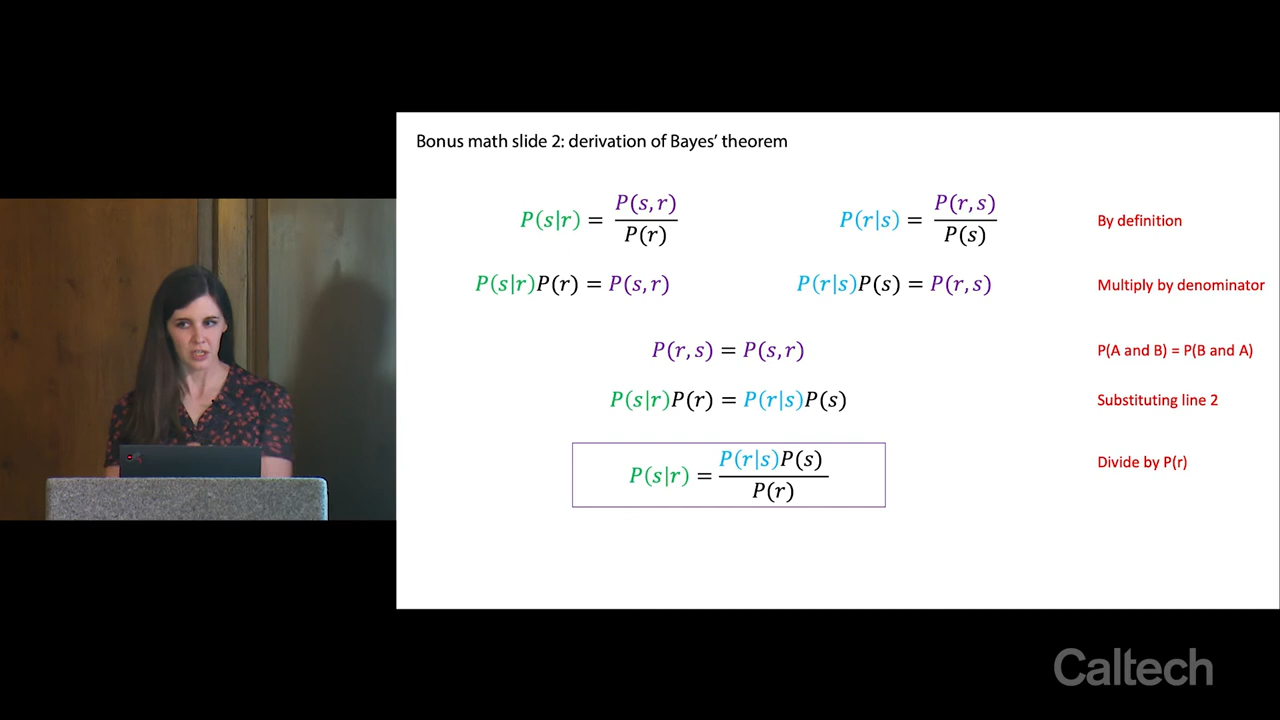 Bonus math slide 2: derivation of Bayes’ theorem
P(s|r) = P(s,r) / P(r)    P(r|s) = P(r,s) / P(s)    By definition
P(s|r)P(r) = P(s,r)    P(r|s)P(s) = P(r,s)    Multiply by denominator
P(r,s) = P(s,r)    P(A and B) = P(B and A)
P(s|r)P(r) = P(r|s)P(s)    Substituting line 2
P(s|r) = P(r|s)P(s) / P(r)    Divide by P(r)
Caltech